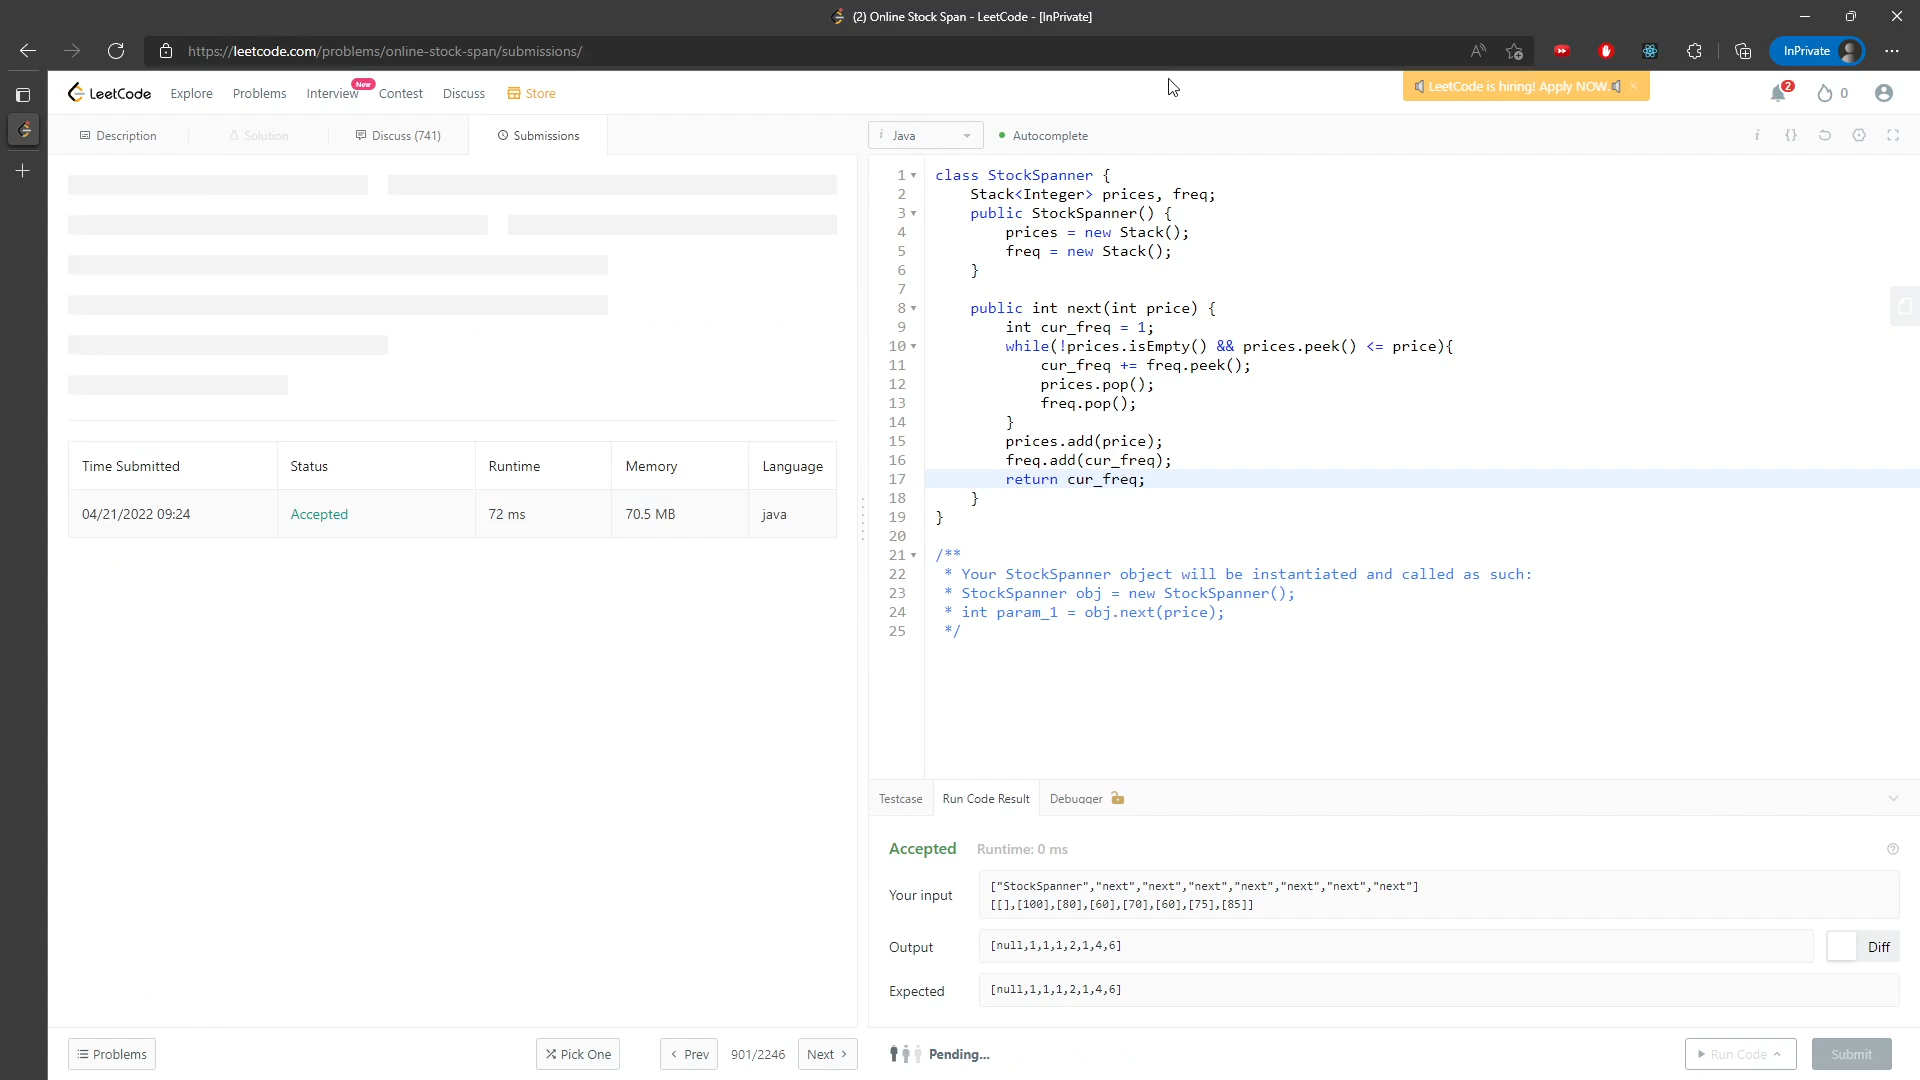 (2) Online Stock Span - LeetCode - [InPrivate]
https://leetcode.com/problems/online-stock-span/submissions/
InPrivate
LeetCode Explore Problems Interview New Contest Discuss Store
LeetCode is hiring! Apply NOW.
2
0
Description Solution Discuss (741) Submissions
i Java Autocomplete
Time Submitted Status Runtime Memory Language
04/21/2022 09:24 Accepted 72 ms 70.5 MB java
1 class StockSpanner {
2 Stack<Integer> prices, freq;
3 public StockSpanner() {
4 prices = new Stack();
5 freq = new Stack();
6 }
7
8 public int next(int price) {
9 int cur_freq = 1;
10 while(!prices.isEmpty() && prices.peek() <= price){
11 cur_freq += freq.peek();
12 prices.pop();
13 freq.pop();
14 }
15 prices.add(price);
16 freq.add(cur_freq);
17 return cur_freq;
18 }
19 }
20
21 /**
22 * Your StockSpanner object will be instantiated and called as such:
23 * StockSpanner obj = new StockSpanner();
24 * int param_1 = obj.next(price);
25 */
Testcase Run Code Result Debugger
Accepted Runtime: 0 ms
Your input
["StockSpanner","next","next","next","next","next","next","next"]
[[],[100],[80],[60],[70],[60],[75],[85]]
Output [null,1,1,1,2,1,4,6] Diff
Expected [null,1,1,1,2,1,4,6]
Problems Pick One Prev 901/2246 Next Pending... Run Code Submit